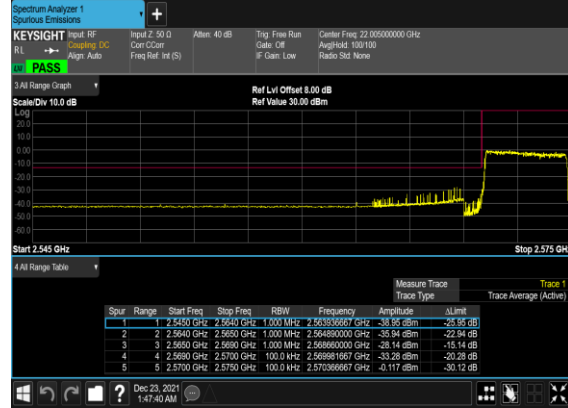 Spectrum Analyzer 1
Spurious Emissions
+
KEYSIGHT Input: RF Input Z: 50 Ω Atten: 40 dB Trig: Free Run Center Freq: 22.005000000 GHz
RL Coupling: DC Corr CCorr Gate: Off Avg|Hold: 100/100
Align: Auto Freq Ref: Int (S) IF Gain: Low Radio Std: None
PASS
3 All Range Graph
Ref Lvl Offset 8.00 dB
Scale/Div 10.0 dB Ref Value 30.00 dBm
Log
20.0
10.0
0.00
-10.0
-20.0
-30.0
-40.0
-50.0
-60.0
Start 2.545 GHz Stop 2.575 GH
4 All Range Table
Measure Trace Trace 1
Trace Type Trace Average (Active)
Spur Range Start Freq Stop Freq RBW Frequency Amplitude ΔLimit
1 1 2.5450 GHz 2.5640 GHz 1.000 MHz 2.563936667 GHz -38.95 dBm -25.95 dB
2 2 2.5640 GHz 2.5650 GHz 1.000 MHz 2.564890000 GHz -35.94 dBm -22.94 dB
3 3 2.5650 GHz 2.5690 GHz 1.000 MHz 2.568660000 GHz -28.14 dBm -15.14 dB
4 4 2.5690 GHz 2.5700 GHz 100.0 kHz 2.569981667 GHz -33.28 dBm -20.28 dB
5 5 2.5700 GHz 2.5750 GHz 100.0 kHz 2.570366667 GHz -0.117 dBm -30.12 dB
? Dec 23, 2021
1:47:40 AM